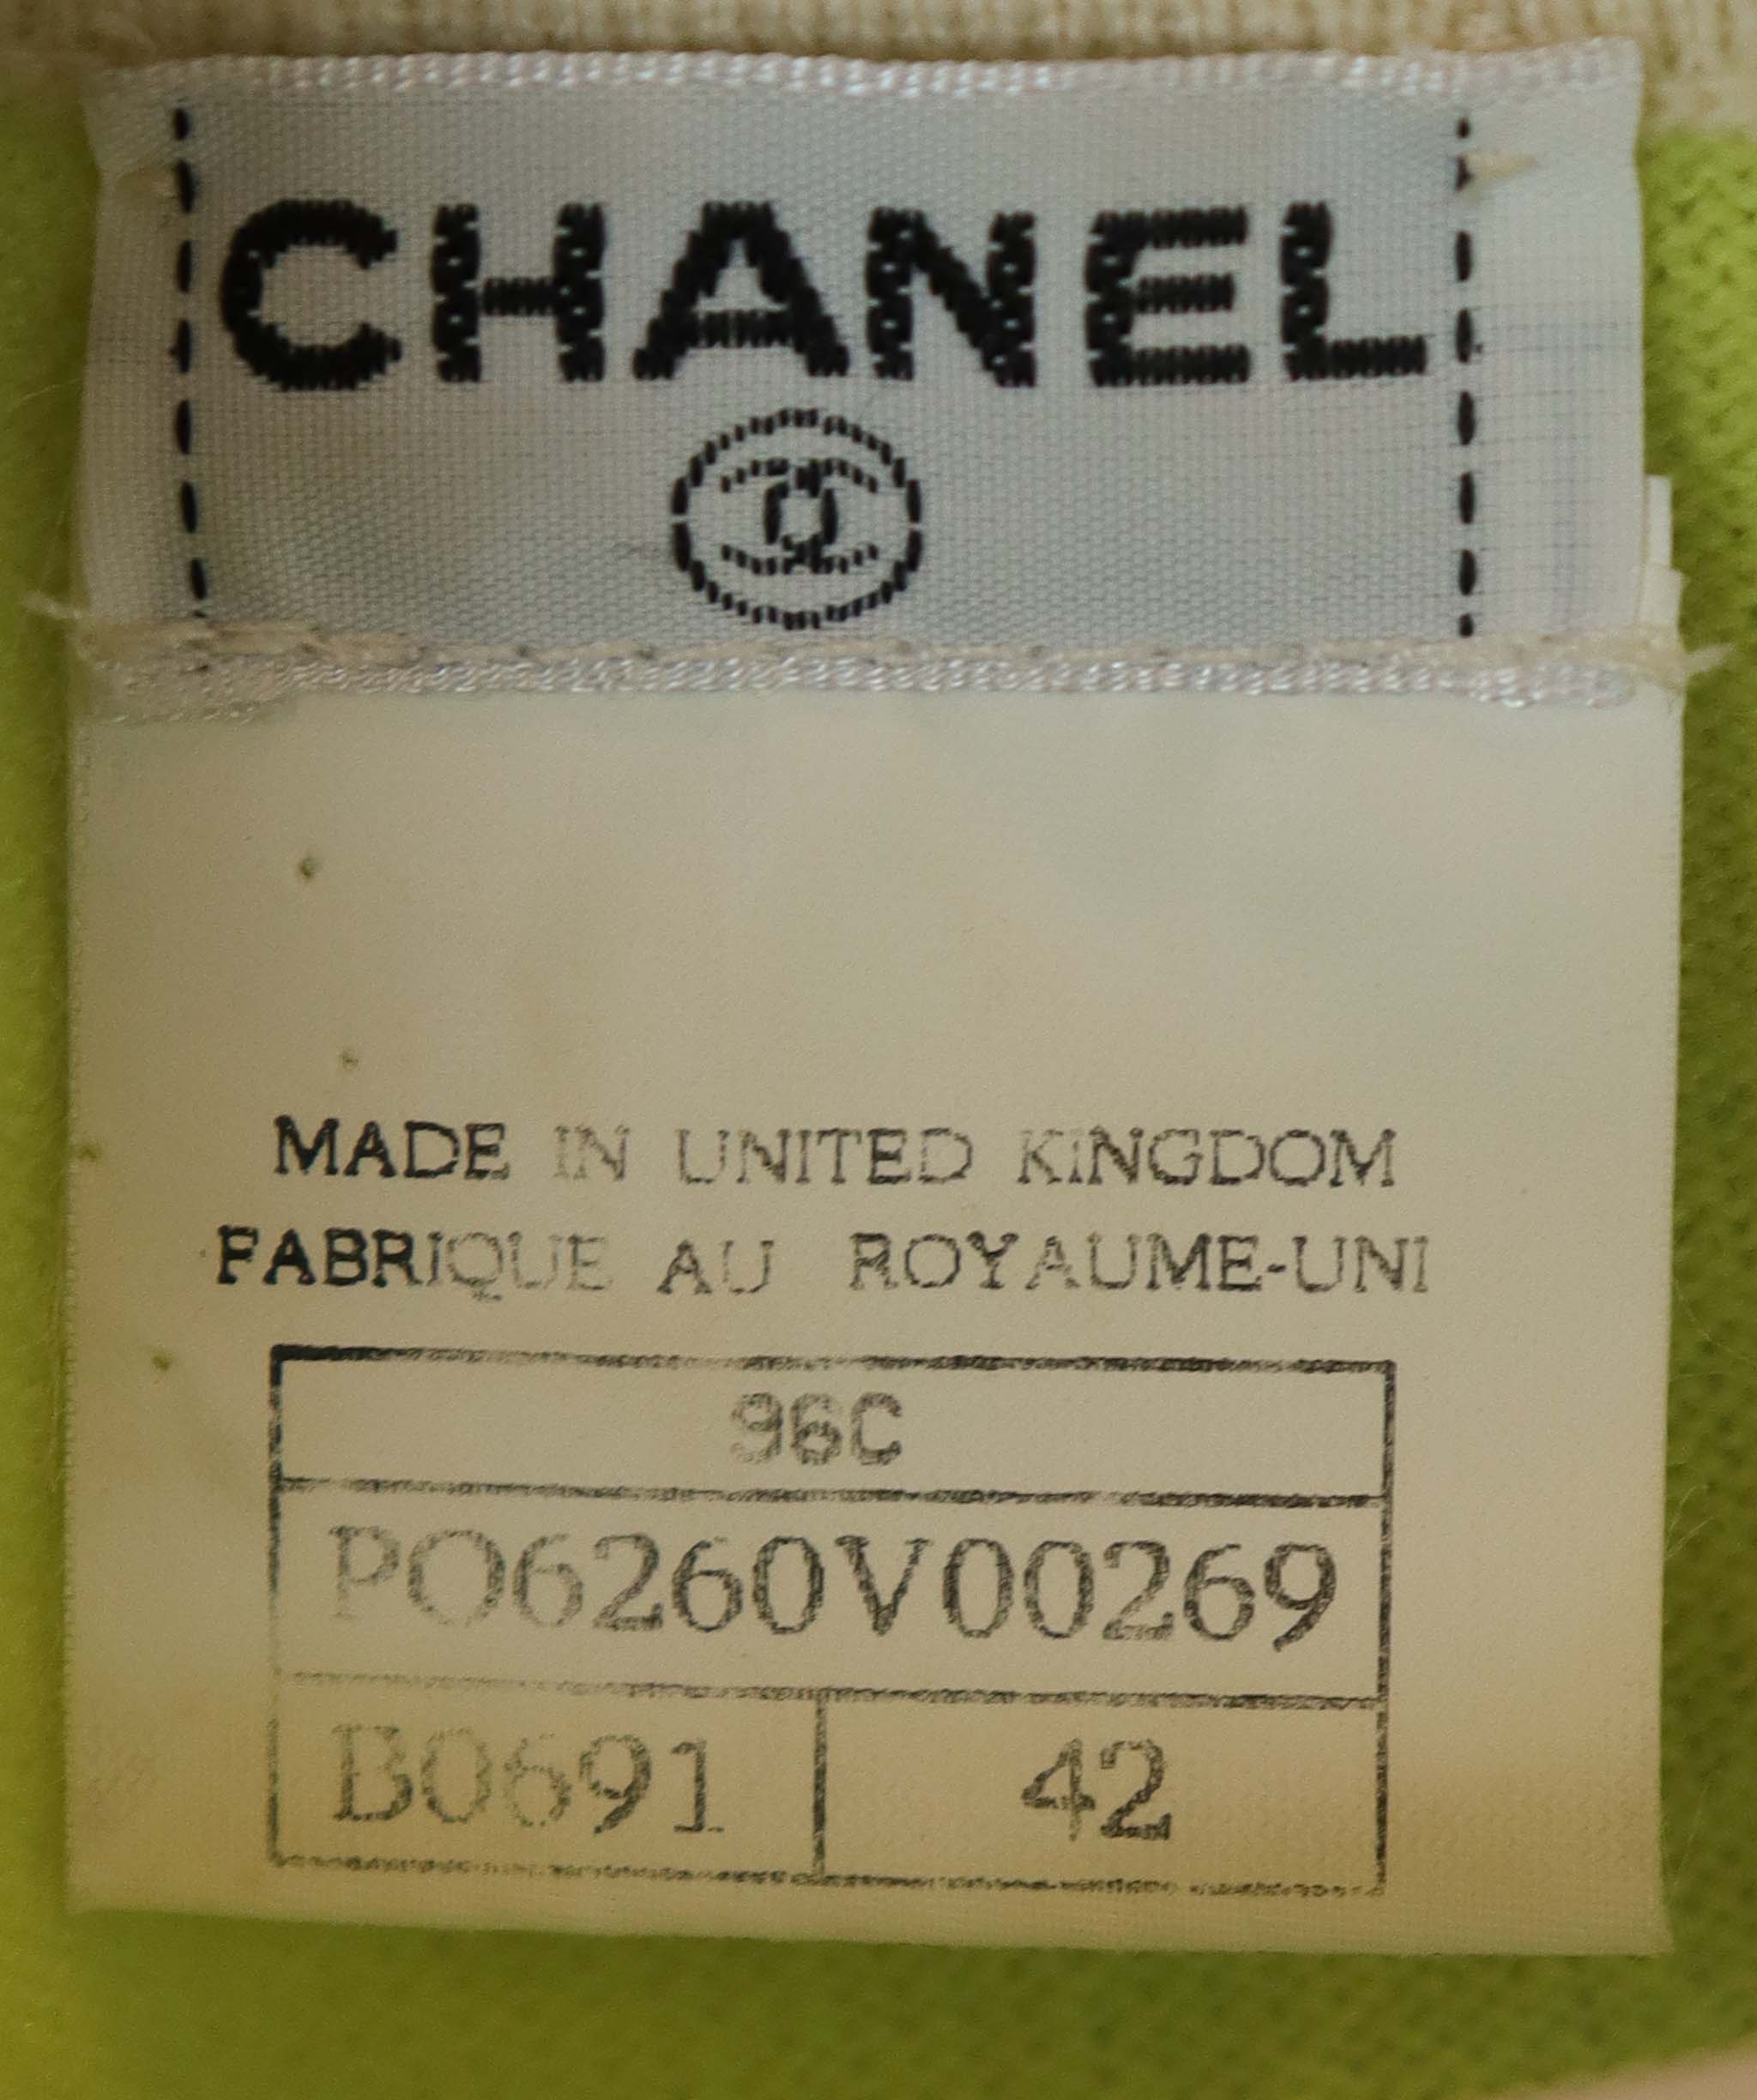 CHANEL
MADE IN UNITED KINGDOM
FABRIQUE AU ROYAUME-UNI
96C
PO6260V00269
B0691 42